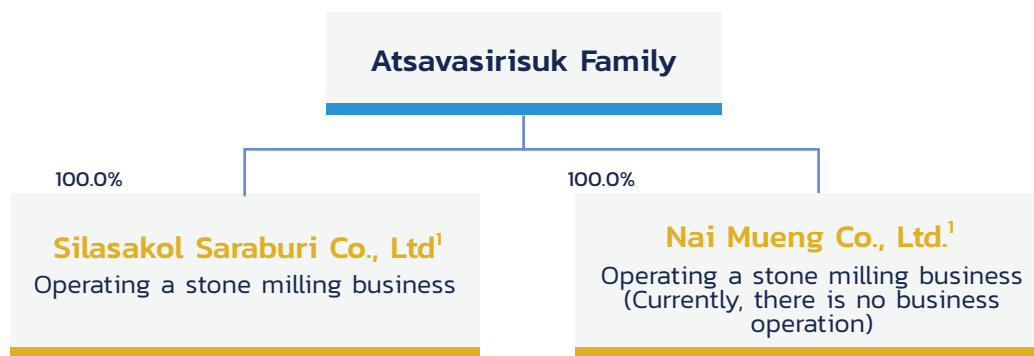 Atsavasirisuk Family
100.0%
100.0%
Silasakol Saraburi Co., Ltd¹
Operating a stone milling business
Nai Mueng Co., Ltd.¹
Operating a stone milling business
(Currently, there is no business
operation)